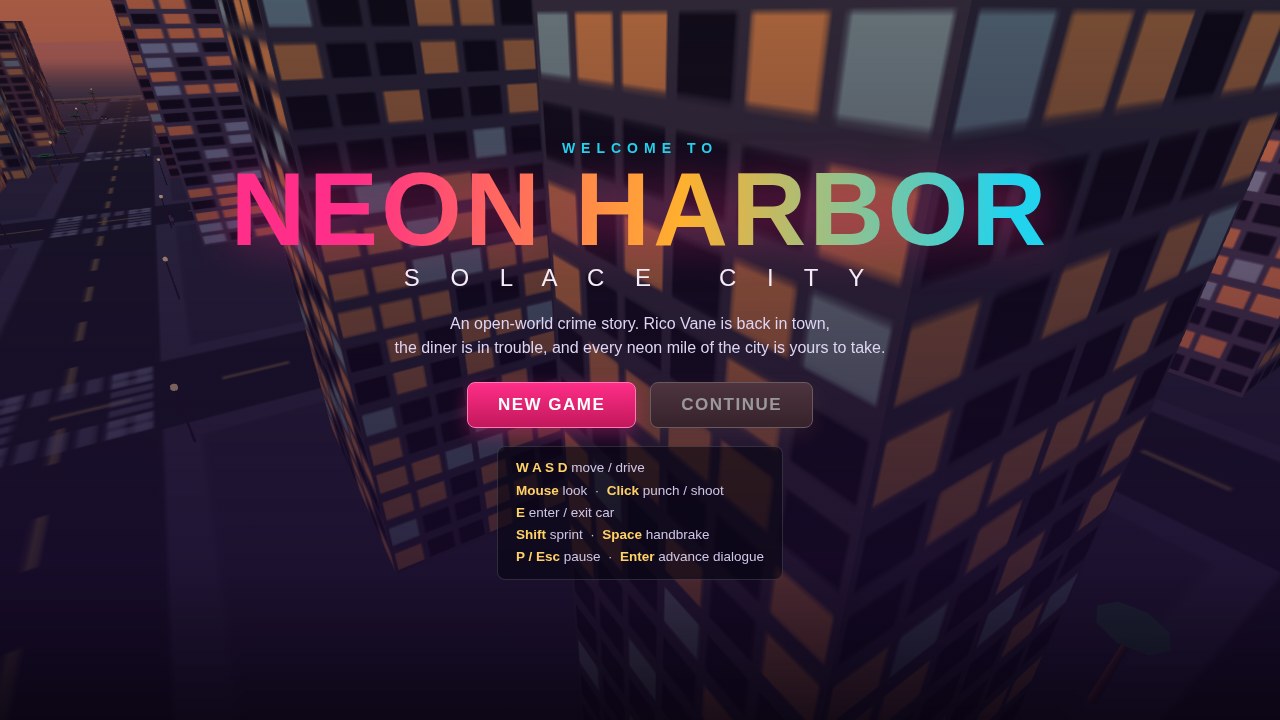 WELCOME TO
NEON HARBOR
SOLACE CITY
An open-world crime story. Rico Vane is back in town,
the diner is in trouble, and every neon mile of the city is yours to take.
NEW GAME CONTINUE
W A S D move / drive
Mouse look · Click punch / shoot
E enter / exit car
Shift sprint · Space handbrake
P / Esc pause · Enter advance dialogue